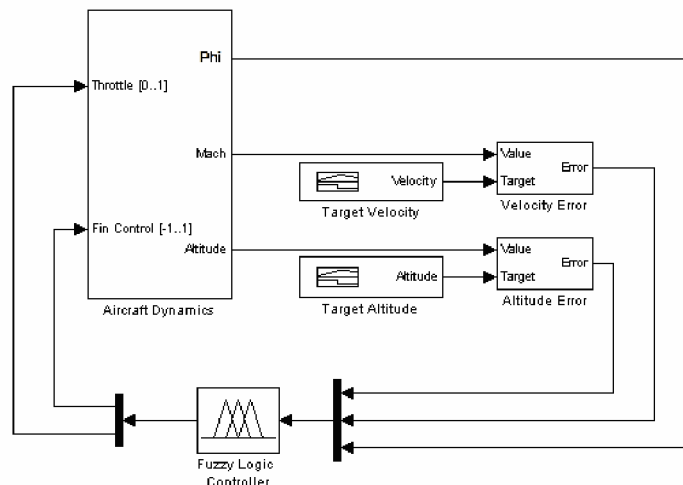 Phi
Throttle [0..1]
Mach
Value
Error
Velocity
Target
Target Velocity
Velocity Error
Fin Control [-1..1]
Altitude
Value
Error
Altitude
Target
Aircraft Dynamics
Target Altitude
Altitude Error
Fuzzy Logic
Controller